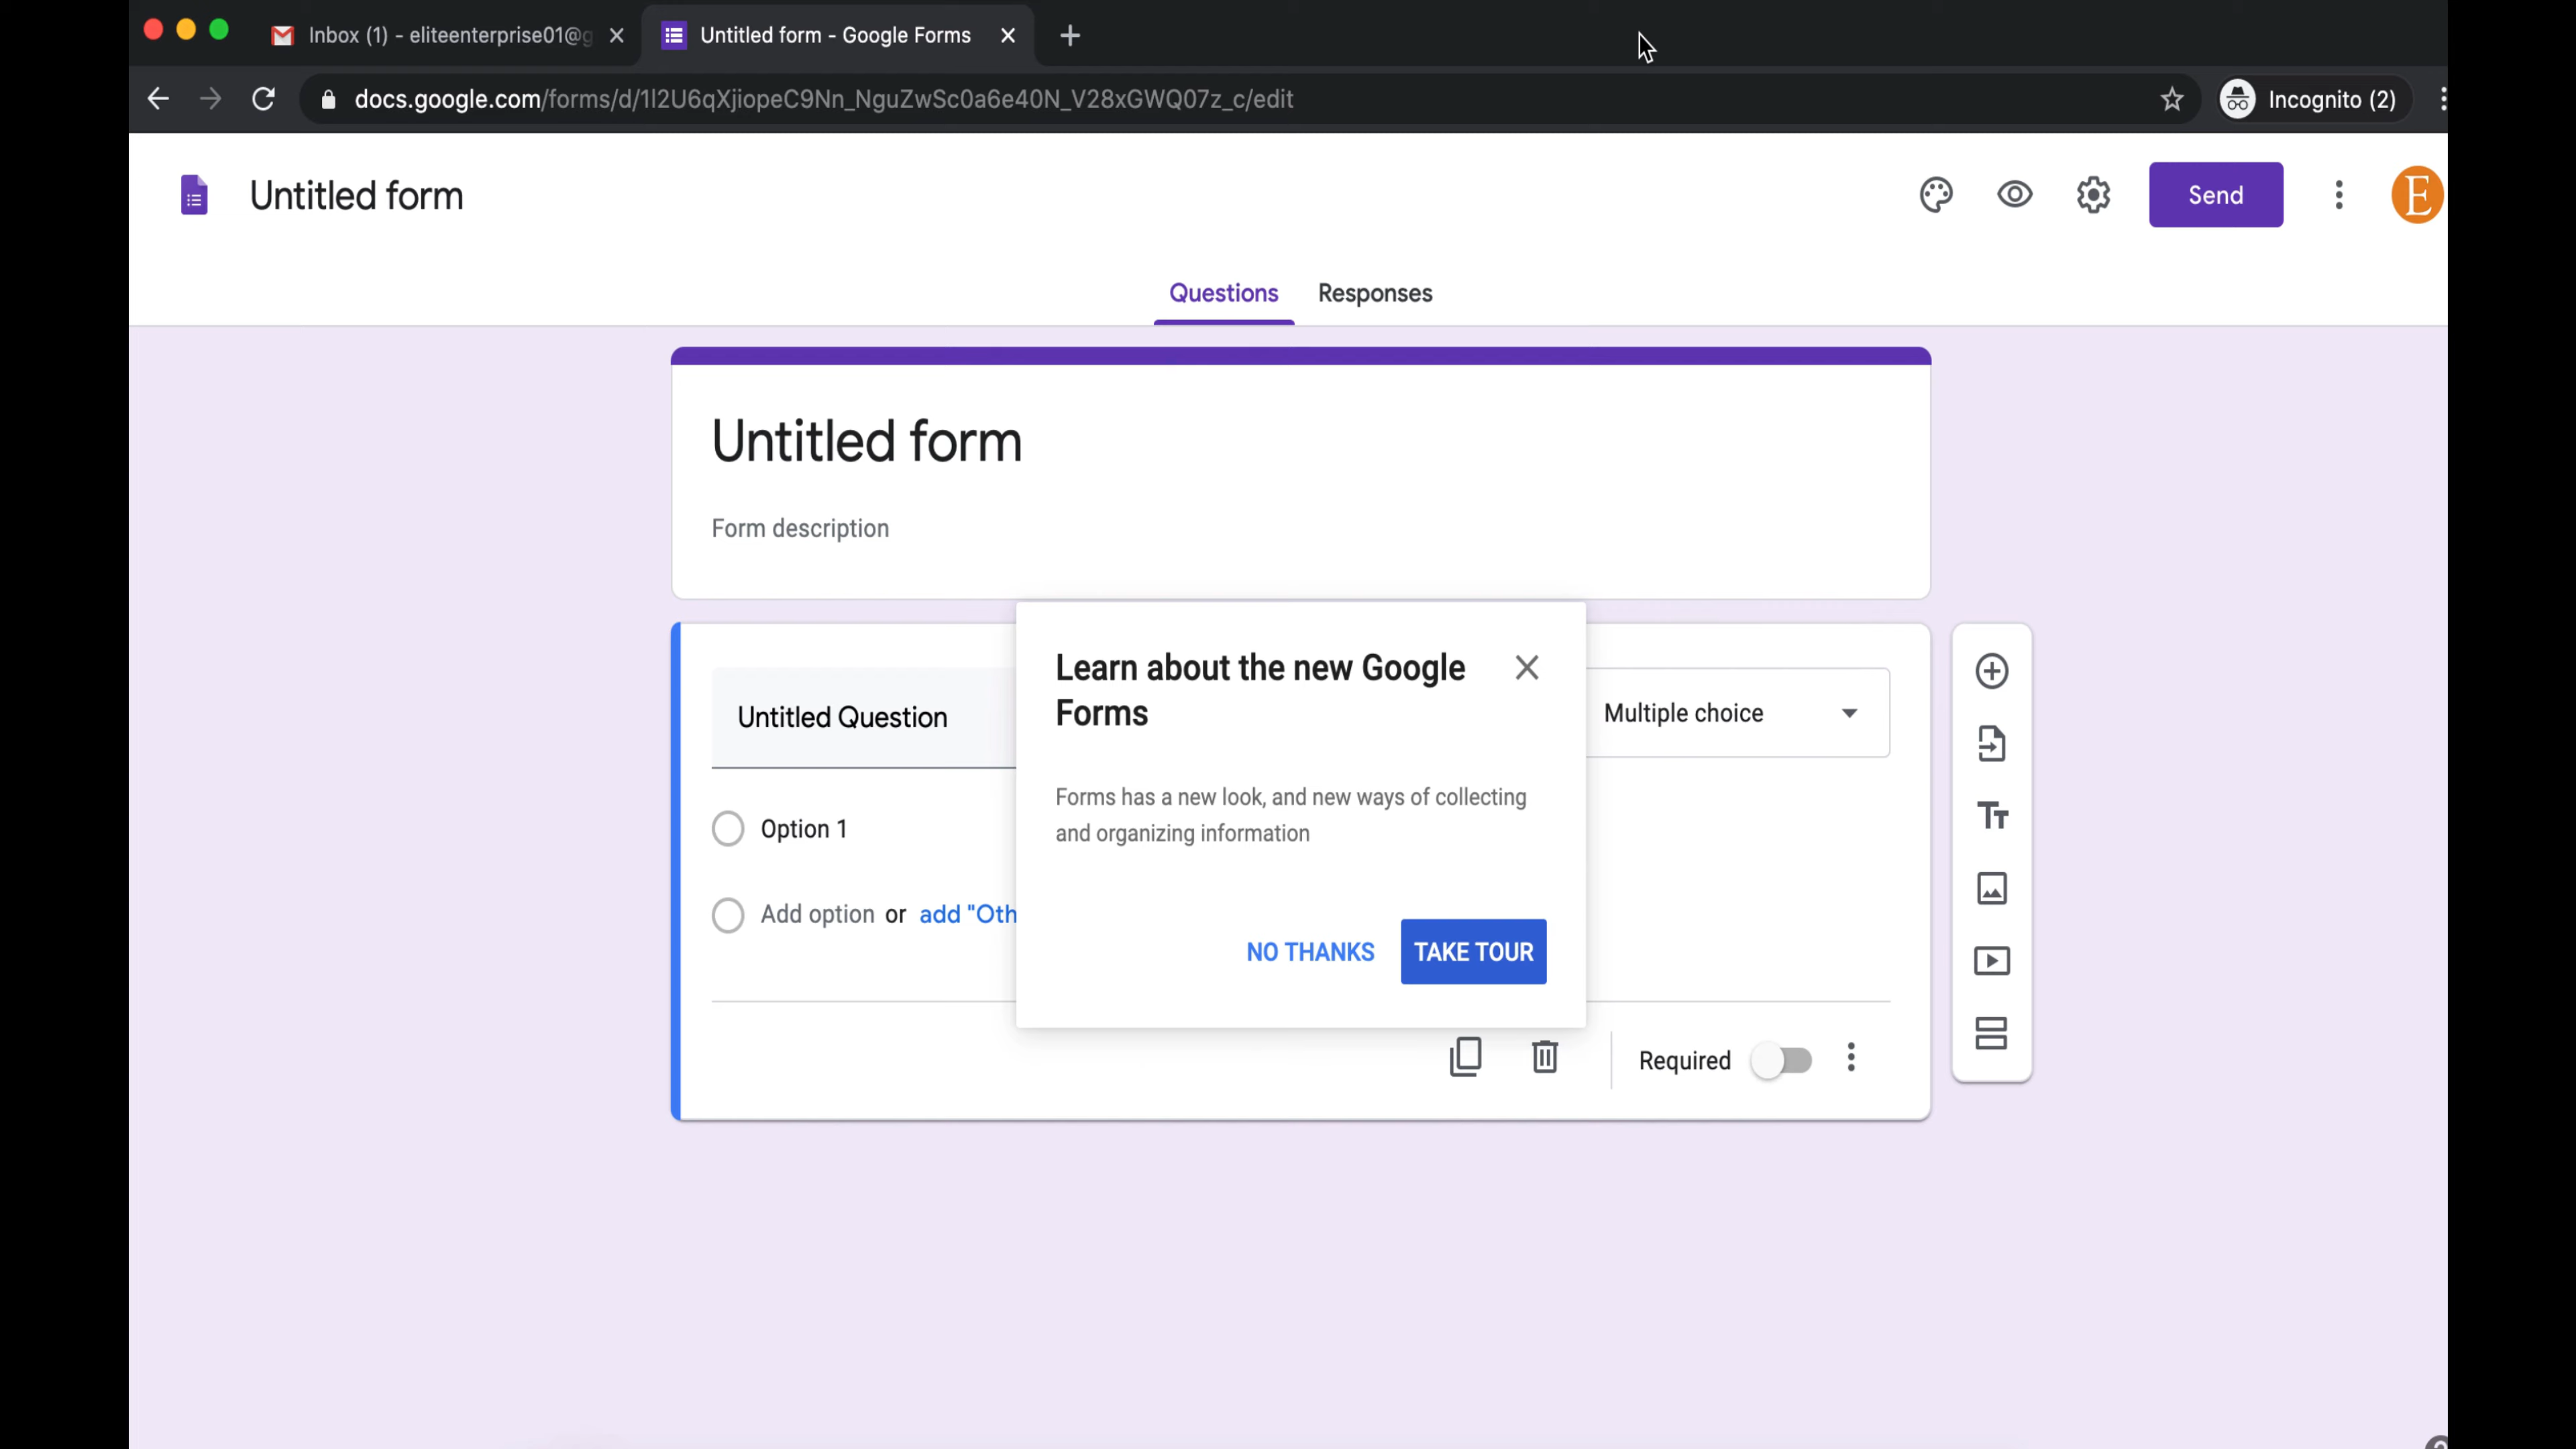 Inbox (1) - eliteenterprise01@g
Untitled form - Google Forms
docs.google.com/forms/d/1l2U6qXjiopeC9Nn_NguZwSc0a6e40N_V28xGWQ07z_c/edit
Incognito (2)
Untitled form
Send
E
Questions Responses
Untitled form
Form description
Learn about the new Google
Forms
Untitled Question
Multiple choice
Forms has a new look, and new ways of collecting
and organizing information
Option 1
Add option or add "Oth
NO THANKS TAKE TOUR
Tt
Required